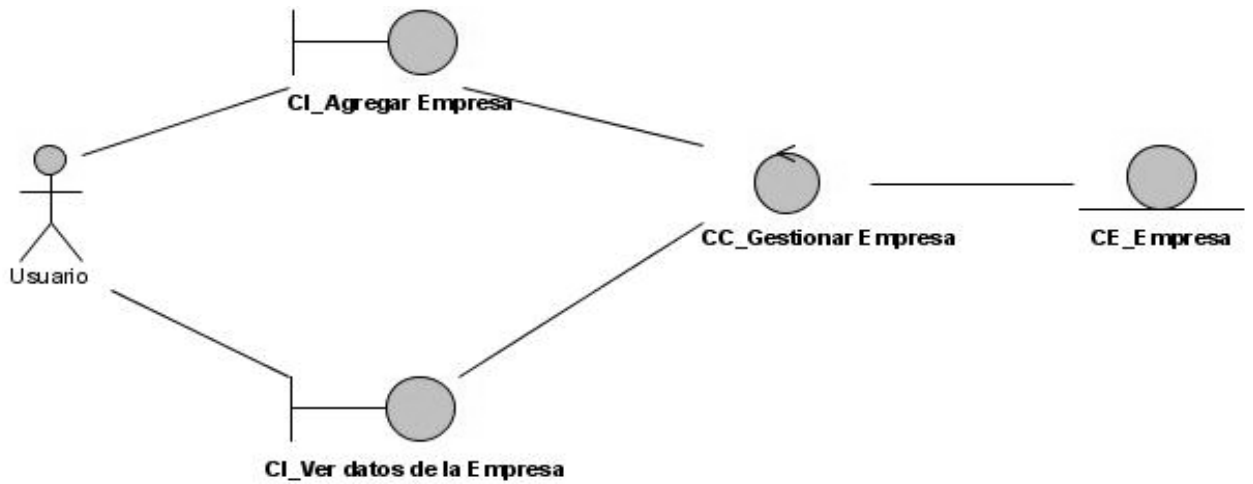 CI_Agregar Empresa
Usuario
CC_Gestionar Empresa
CE_Empresa
CI_Ver datos de la Empresa